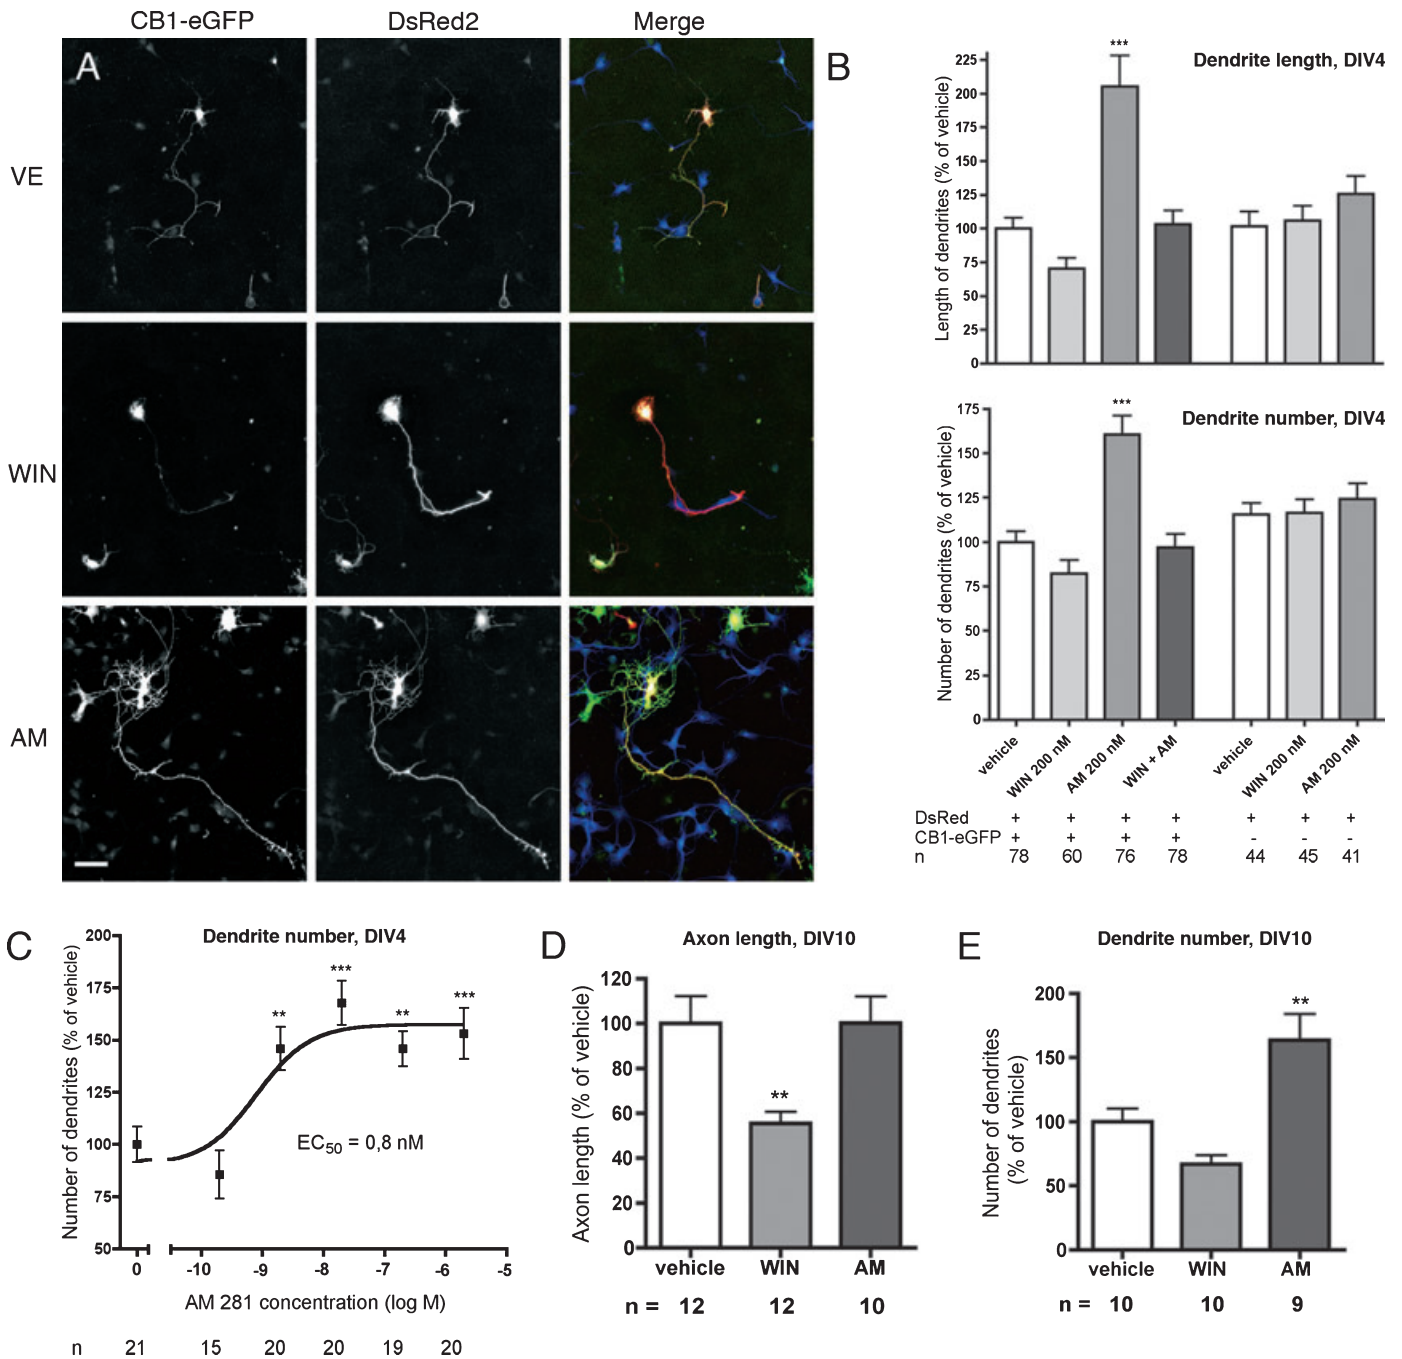 CB1-eGFP DsRed2 Merge
A
VE
WIN
AM
B
Dendrite length, DIV4
Length of dendrites (% of vehicle)
225
200
175
150
125
100
75
50
25
0
***
Dendrite number, DIV4
Number of dendrites (% of vehicle)
175
150
125
100
75
50
25
0
***
vehicle WIN 200 nM AM 200 nM WIN + AM vehicle WIN 200 nM AM 200 nM
DsRed + + + + + + +
CB1-eGFP + + + + - - -
n 78 60 76 78 44 45 41
C
Dendrite number, DIV4
Number of dendrites (% of vehicle)
200
175
150
125
100
75
50
** *** ** ***
EC50 = 0,8 nM
0 -10 -9 -8 -7 -6 -5
AM 281 concentration (log M)
n 21 15 20 20 19 20
D
Axon length, DIV10
Axon length (% of vehicle)
120
100
80
60
40
20
0
**
vehicle WIN AM
n = 12 12 10
E
Dendrite number, DIV10
Number of dendrites
(% of vehicle)
200
150
100
50
0
**
vehicle WIN AM
n = 10 10 9